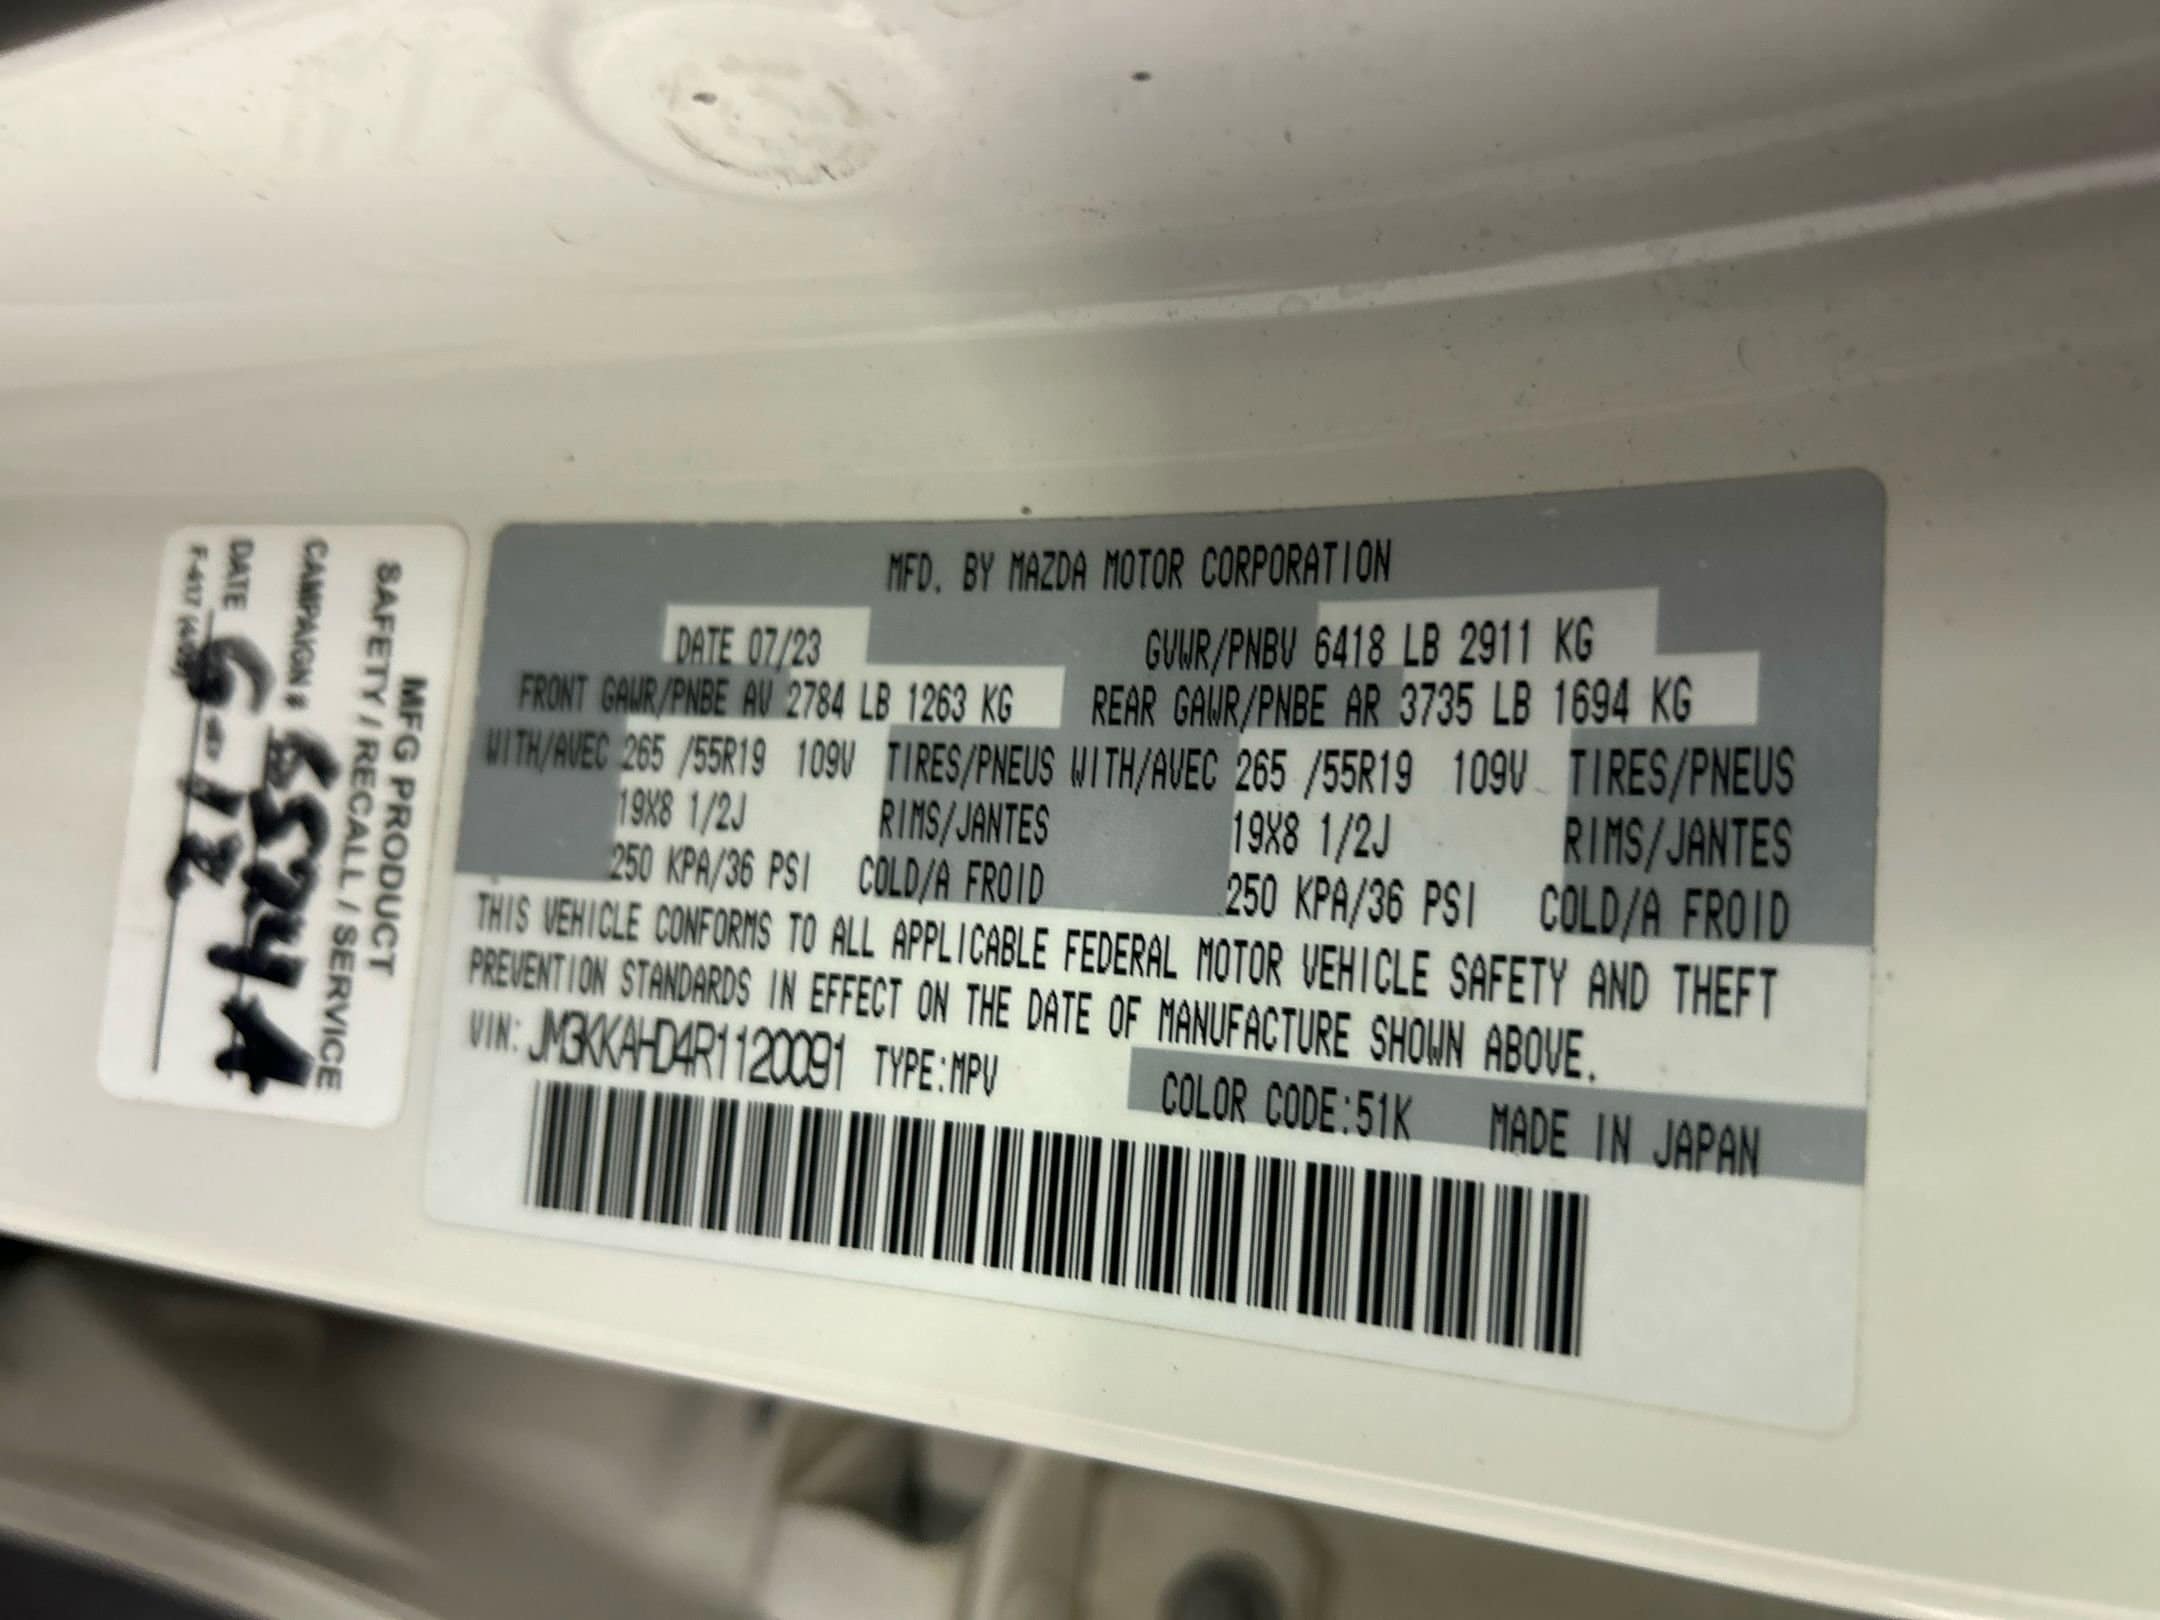 MFG PRODUCT
SAFETY / RECALL / SERVICE
CAMPAIGN # 6524A
DATE
F-417
MFD. BY MAZDA MOTOR CORPORATION
DATE 07/23 GVWR/PNBV 6418 LB 2911 KG
FRONT GAWR/PNBE AV 2784 LB 1263 KG REAR GAWR/PNBE AR 3735 LB 1694 KG
WITH/AVEC 265 /55R19 109V TIRES/PNEUS WITH/AVEC 265 /55R19 109V TIRES/PNEUS
19X8 1/2J RIMS/JANTES 19X8 1/2J RIMS/JANTES
250 KPA/36 PSI COLD/A FROID 250 KPA/36 PSI COLD/A FROID
THIS VEHICLE CONFORMS TO ALL APPLICABLE FEDERAL MOTOR VEHICLE SAFETY AND THEFT
PREVENTION STANDARDS IN EFFECT ON THE DATE OF MANUFACTURE SHOWN ABOVE.
VIN: JM3KKAHD4R1120091 TYPE:MPV COLOR CODE:51K MADE IN JAPAN